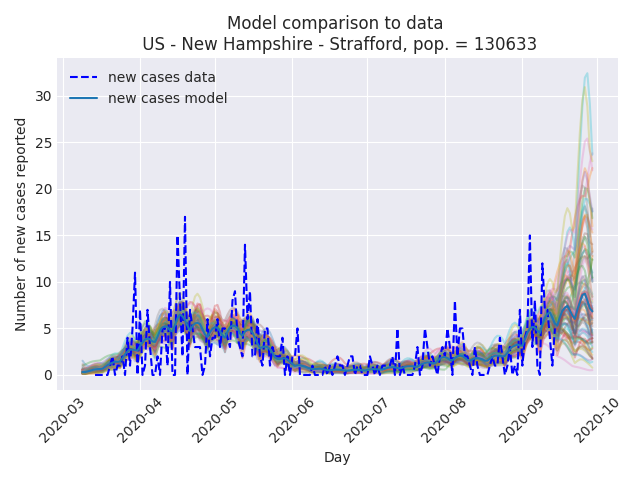 Model comparison to data
US - New Hampshire - Strafford, pop. = 130633
new cases data
new cases model
Number of new cases reported
30
25
20
15
10
5
0
2020-03
2020-04
2020-05
2020-06
2020-07
2020-08
2020-09
2020-10
Day